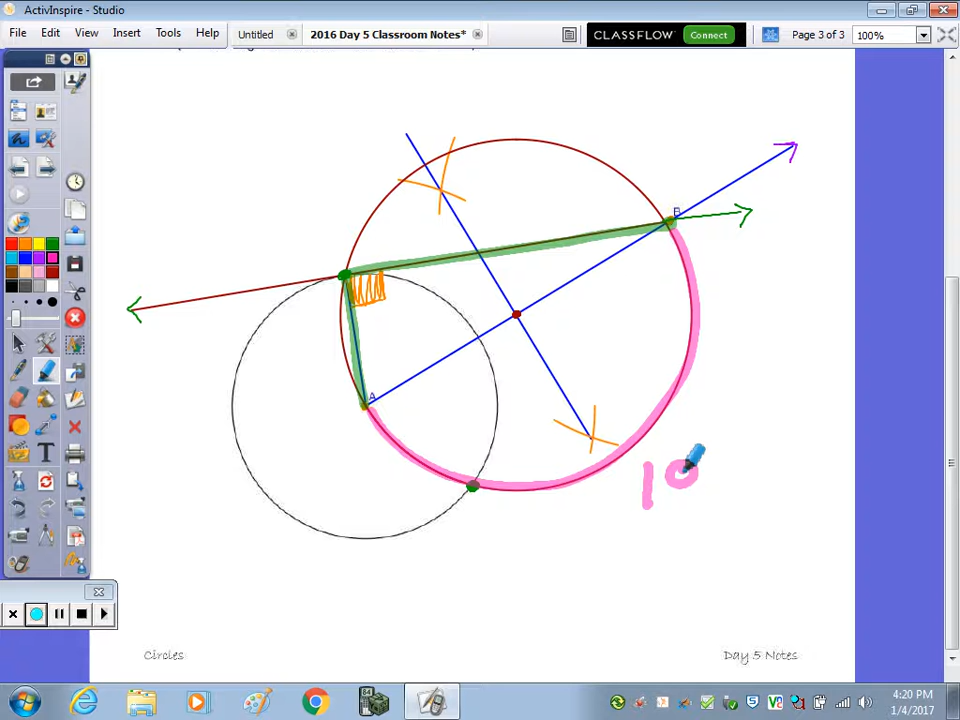 ActivInspire - Studio
File Edit View Insert Tools Help Untitled 2016 Day 5 Classroom Notes* CLASSFLOW Connect Page 3 of 3 100%
B
A
Circles Day 5 Notes
4:20 PM
1/4/2017